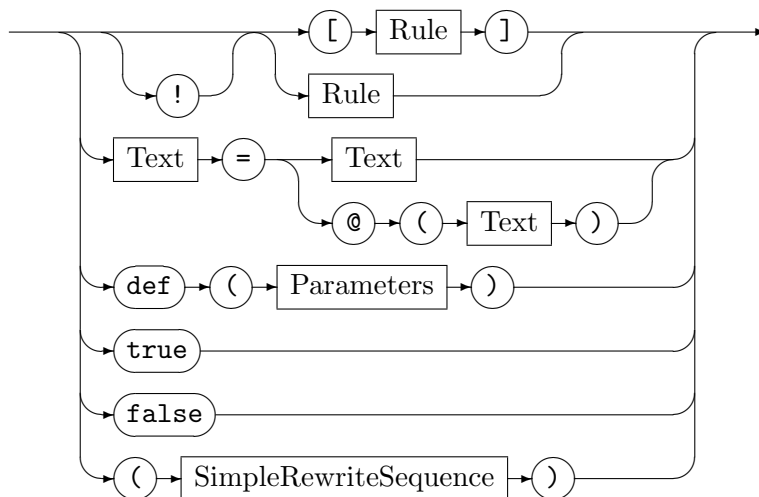 [ Rule ]
! Rule
Text = Text
@ ( Text )
def ( Parameters )
true
false
( SimpleRewriteSequence )